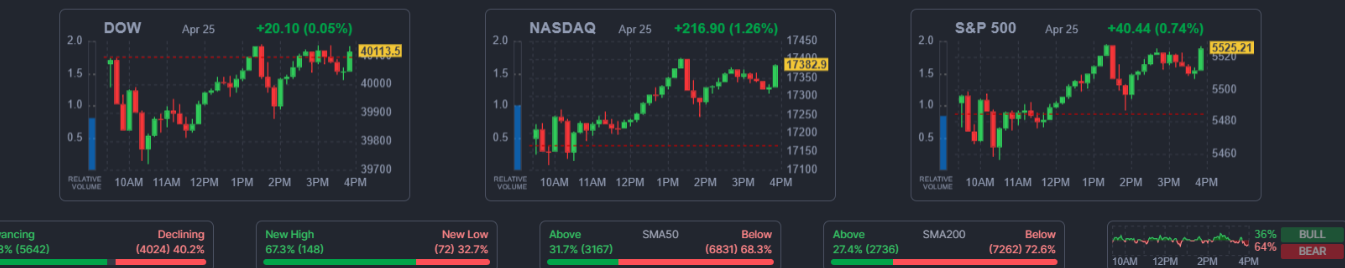 DOW Apr 25 +20.10 (0.05%)
2.0
1.5
1.0
0.5
40113.5
40000
39900
39800
39700
RELATIVE
VOLUME
10AM 11AM 12PM 1PM 2PM 3PM 4PM
NASDAQ Apr 25 +216.90 (1.26%)
2.0
1.5
1.0
0.5
17450
17382.9
17350
17300
17250
17200
17150
17100
RELATIVE
VOLUME
10AM 11AM 12PM 1PM 2PM 3PM 4PM
S&P 500 Apr 25 +40.44 (0.74%)
2.0
1.5
1.0
0.5
5525.21
5520
5500
5480
5460
RELATIVE
VOLUME
10AM 11AM 12PM 1PM 2PM 3PM 4PM
vancing Declining
3% (5642) (4024) 40.2%
New High New Low
67.3% (148) (72) 32.7%
Above SMA50 Below
31.7% (3167) (6831) 68.3%
Above SMA200 Below
27.4% (2736) (7262) 72.6%
36% BULL
64% BEAR
10AM 12PM 2PM 4PM